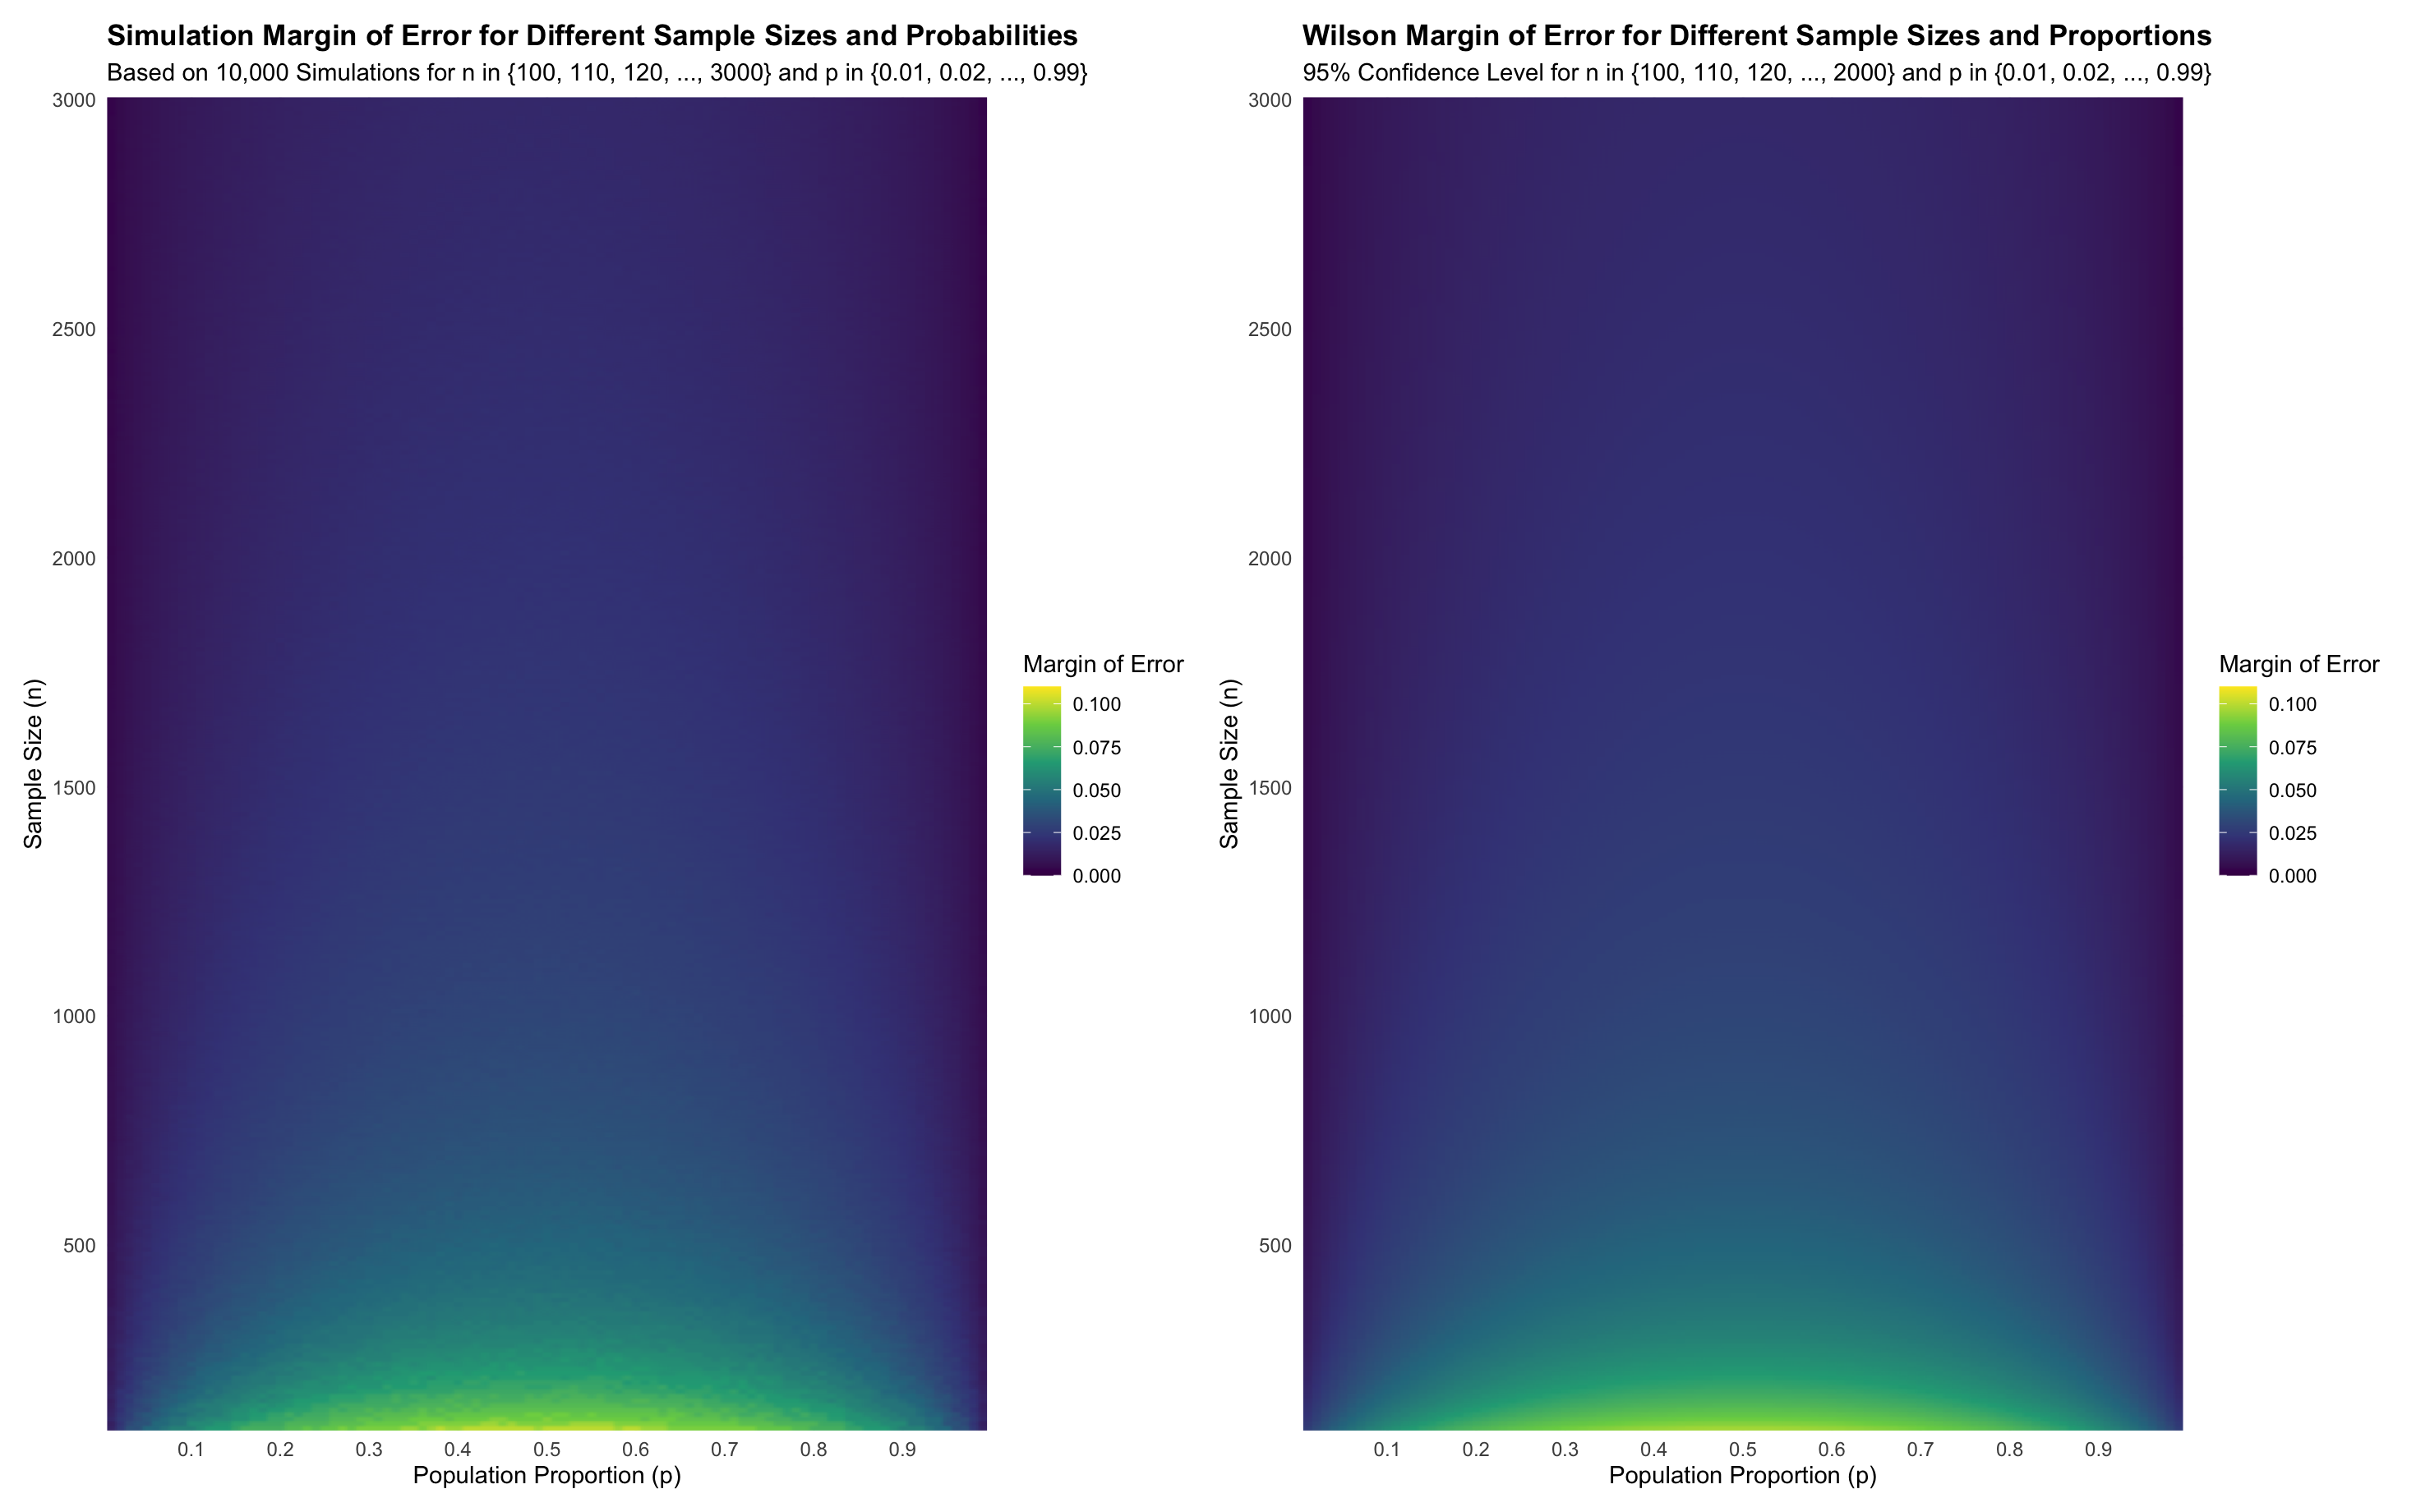 Simulation Margin of Error for Different Sample Sizes and Probabilities
Based on 10,000 Simulations for n in {100, 110, 120, ..., 3000} and p in {0.01, 0.02, ..., 0.99}
3000
2500
2000
1500
1000
500
Sample Size (n)
0.1 0.2 0.3 0.4 0.5 0.6 0.7 0.8 0.9
Population Proportion (p)
Margin of Error
0.100
0.075
0.050
0.025
0.000
Wilson Margin of Error for Different Sample Sizes and Proportions
95% Confidence Level for n in {100, 110, 120, ..., 2000} and p in {0.01, 0.02, ..., 0.99}
3000
2500
2000
1500
1000
500
Sample Size (n)
0.1 0.2 0.3 0.4 0.5 0.6 0.7 0.8 0.9
Population Proportion (p)
Margin of Error
0.100
0.075
0.050
0.025
0.000